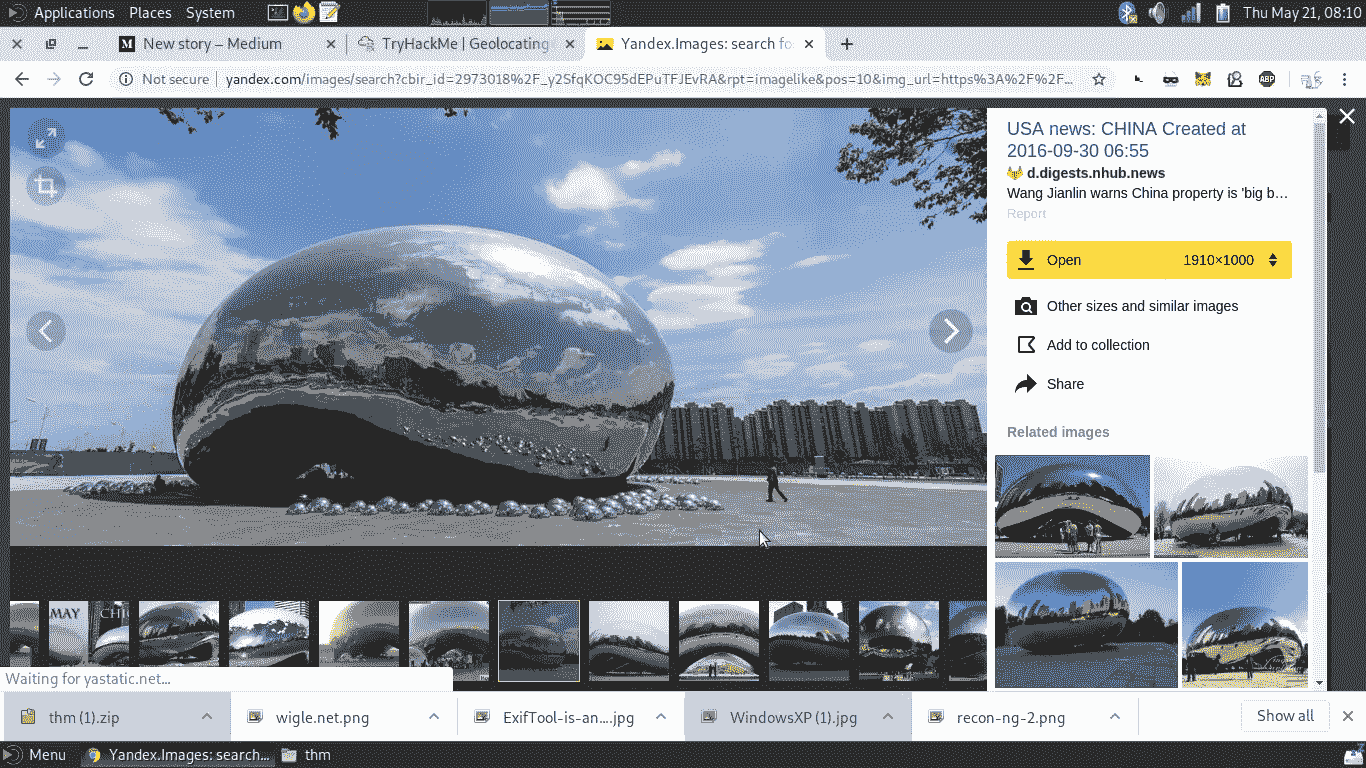 Applications Places System
Thu May 21, 08:10
New story – Medium
TryHackMe | Geolocating
Yandex.Images: search fo
Not secure
yandex.com/images/search?cbir_id=2973018%2F_y2SfqKOC95dEPuTFJEvRA&rpt=imagelike&pos=10&img_url=https%3A%2F%2F…
ABP
USA news: CHINA Created at
2016-09-30 06:55
d.digests.nhub.news
Wang Jianlin warns China property is 'big b…
Report
Open 1910×1000
Other sizes and similar images
Add to collection
Share
Related images
MAY CHI
Waiting for yastatic.net...
thm (1).zip
wigle.net.png
ExifTool-is-an....jpg
WindowsXP (1).jpg
recon-ng-2.png
Show all
Menu
Yandex.Images: search...
thm